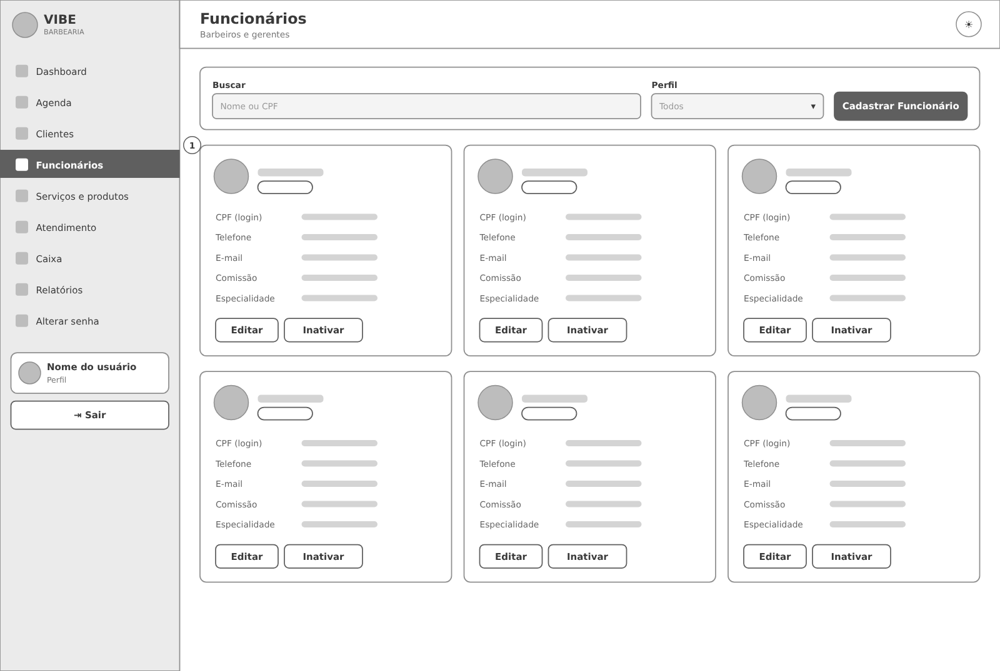 VIBE
BARBEARIA
Dashboard
Agenda
Clientes
Funcionários
Serviços e produtos
Atendimento
Caixa
Relatórios
Alterar senha
Nome do usuário
Perfil
⇥ Sair
Funcionários
Barbeiros e gerentes
☀
Buscar
Nome ou CPF
Perfil
Todos ▼
Cadastrar Funcionário
1
CPF (login)
Telefone
E-mail
Comissão
Especialidade
Editar
Inativar
CPF (login)
Telefone
E-mail
Comissão
Especialidade
Editar
Inativar
CPF (login)
Telefone
E-mail
Comissão
Especialidade
Editar
Inativar
CPF (login)
Telefone
E-mail
Comissão
Especialidade
Editar
Inativar
CPF (login)
Telefone
E-mail
Comissão
Especialidade
Editar
Inativar
CPF (login)
Telefone
E-mail
Comissão
Especialidade
Editar
Inativar